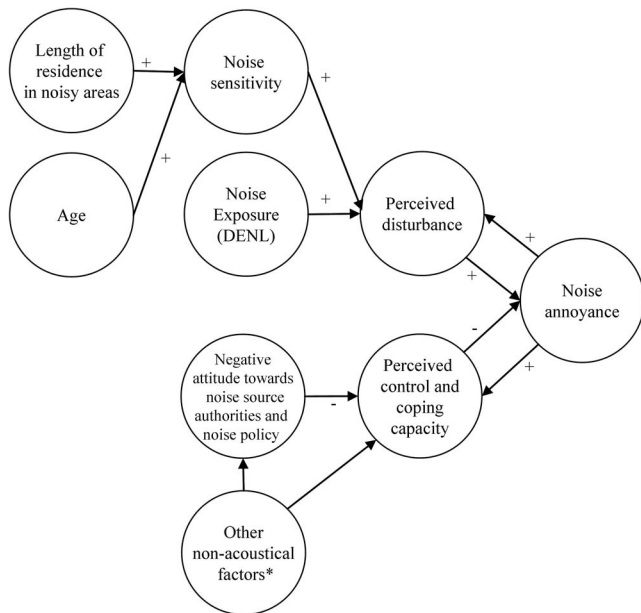 Length of
residence
in noisy areas
+
Noise
sensitivity
+
+
Age
Noise
Exposure
(DENL)
+
Perceived
disturbance
+
+
Noise
annoyance
-
+
Negative
attitude towards
noise source
authorities and
noise policy
-
Perceived
control and
coping
capacity
Other
non-acoustical
factors*